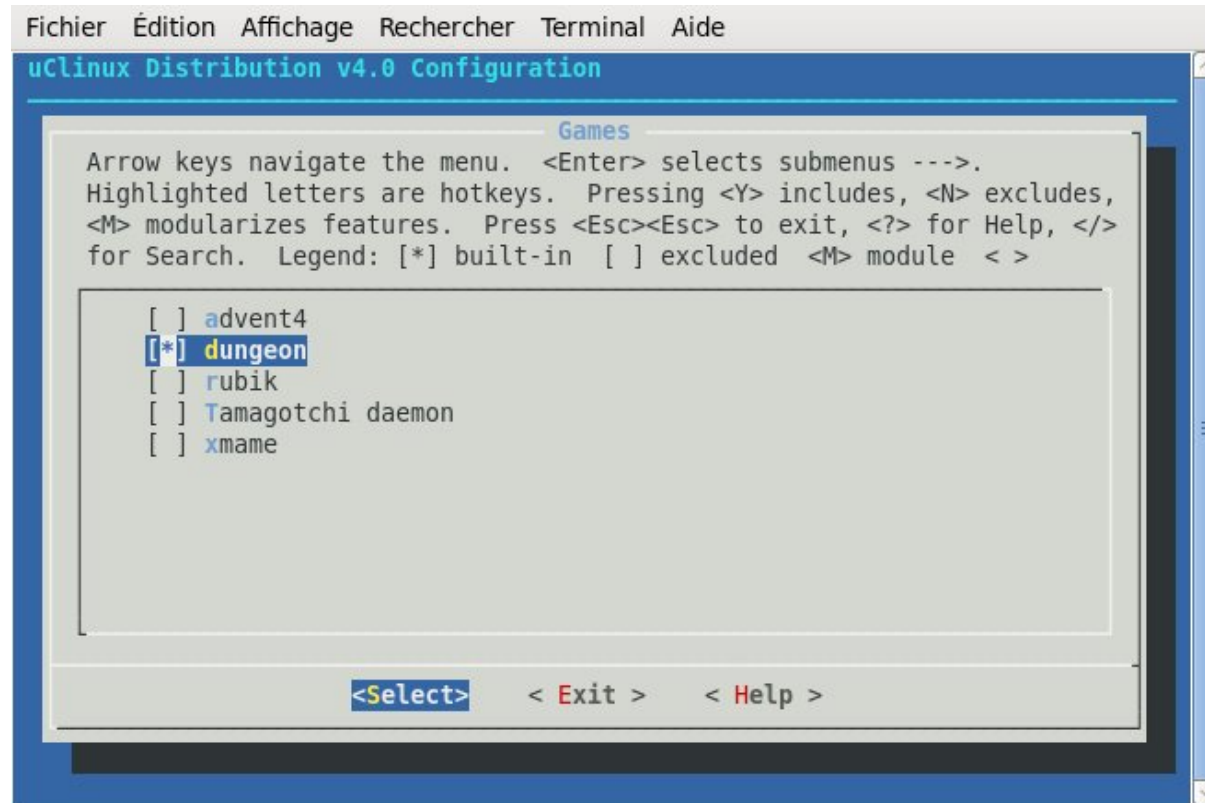 Fichier Édition Affichage Rechercher Terminal Aide
uClinux Distribution v4.0 Configuration
Games
Arrow keys navigate the menu.  <Enter> selects submenus --->.
Highlighted letters are hotkeys.  Pressing <Y> includes, <N> excludes,
<M> modularizes features.  Press <Esc><Esc> to exit, <?> for Help, </>
for Search.  Legend: [*] built-in  [ ] excluded  <M> module  < >
[ ] advent4
[*] dungeon
[ ] rubik
[ ] Tamagotchi daemon
[ ] xmame
<Select>    < Exit >    < Help >